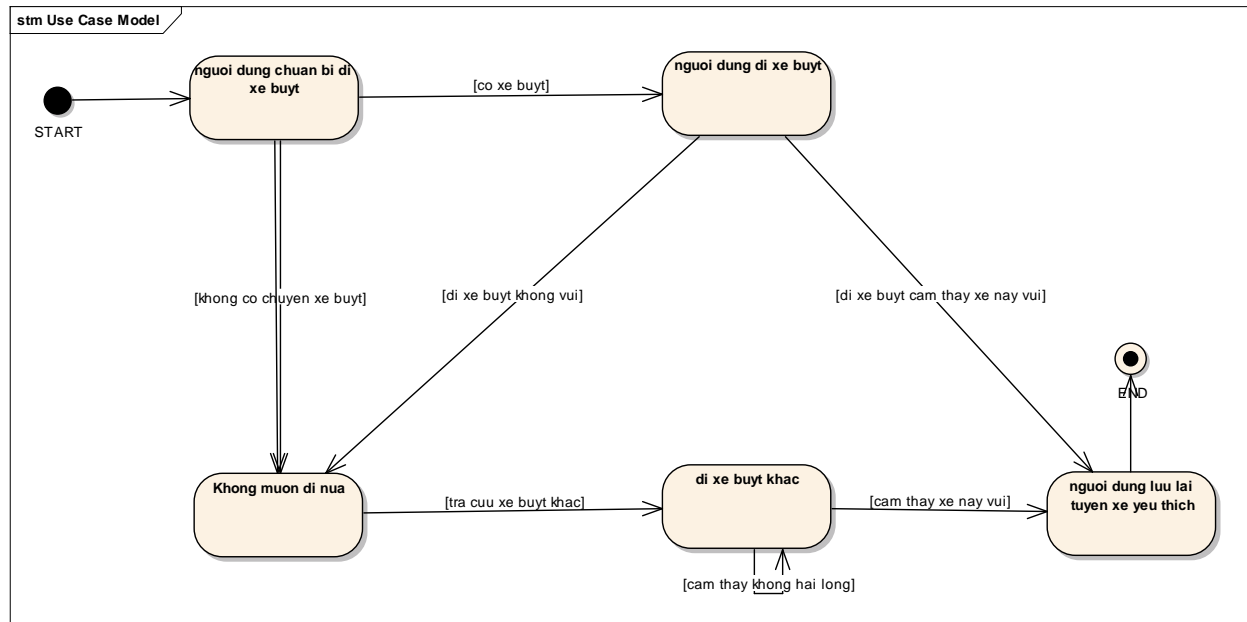 stm Use Case Model
nguoi dung chuan bi di
xe buyt
nguoi dung di xe buyt
[co xe buyt]
START
[khong co chuyen xe buyt]
[di xe buyt khong vui]
[di xe buyt cam thay xe nay vui]
END
Khong muon di nua
[tra cuu xe buyt khac]
di xe buyt khac
[cam thay xe nay vui]
nguoi dung luu lai
tuyen xe yeu thich
[cam thay khong hai long]